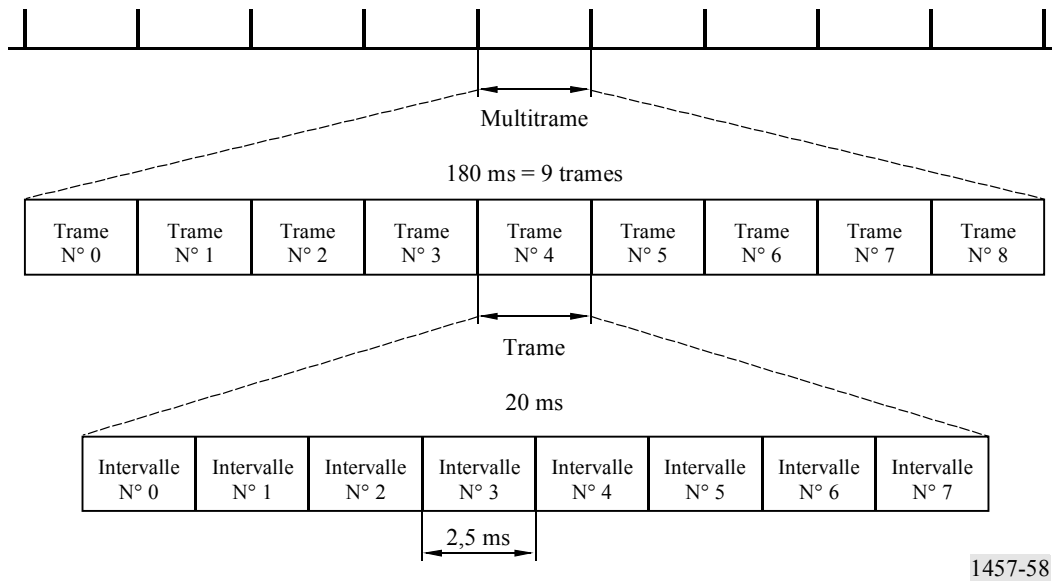 Multitrame
180 ms = 9 trames
Trame N° 0
Trame N° 1
Trame N° 2
Trame N° 3
Trame N° 4
Trame N° 5
Trame N° 6
Trame N° 7
Trame N° 8
Trame
20 ms
Intervalle N° 0
Intervalle N° 1
Intervalle N° 2
Intervalle N° 3
Intervalle N° 4
Intervalle N° 5
Intervalle N° 6
Intervalle N° 7
2,5 ms
1457-58